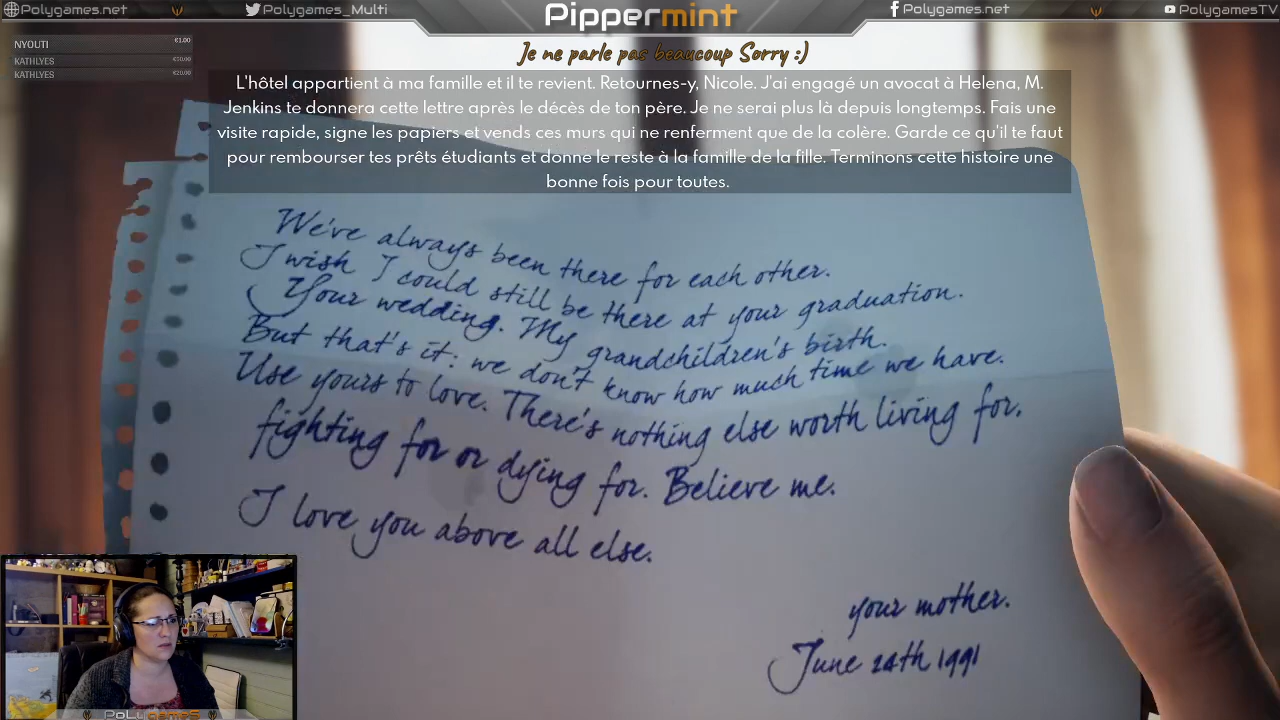 Polygames.net
Polygames_Multi
Pippermint
Polygames.net
PolygamesTV
Je ne parle pas beaucoup Sorry :)
NYOUTI €1.00
KATHLYES €10.00
KATHLYES €20.00
L'hôtel appartient à ma famille et il te revient. Retournes-y, Nicole. J'ai engagé un avocat à Helena, M.
Jenkins te donnera cette lettre après le décès de ton père. Je ne serai plus là depuis longtemps. Fais une
visite rapide, signe les papiers et vends ces murs qui ne renferment que de la colère. Garde ce qu'il te faut
pour rembourser tes prêts étudiants et donne le reste à la famille de la fille. Terminons cette histoire une
bonne fois pour toutes.
We've always been there for each other.
I wish I could still be there at your graduation.
Your wedding. My grandchildren's birth.
But that's it: we don't know how much time we have.
Use yours to love. There's nothing else worth living for,
fighting for or dying for. Believe me.
I love you above all else.
your mother.
June 24th 1991
PoLygameS